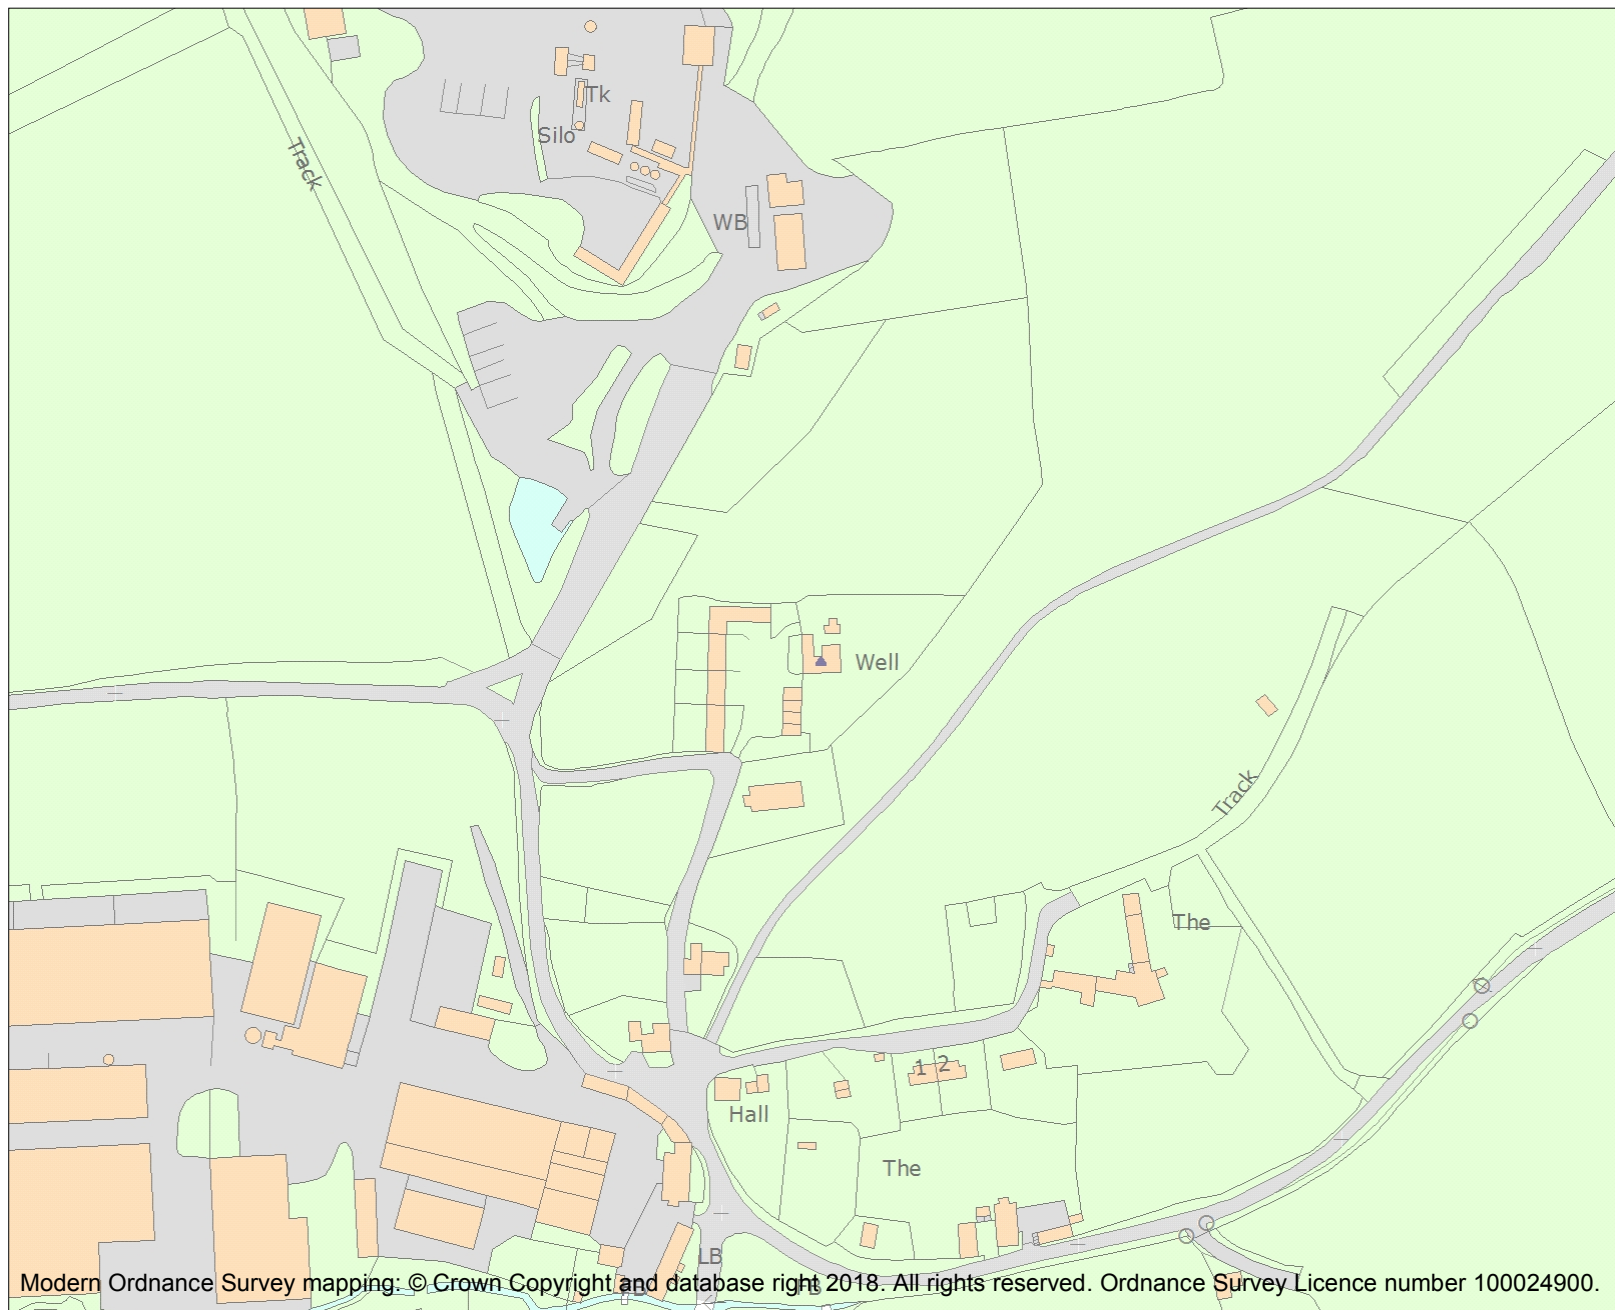 Tk
Silo
Track
WB
Well
Track
The
1 2
Hall
The
LB
FB
Modern Ordnance Survey mapping: © Crown Copyright and database right 2018. All rights reserved. Ordnance Survey Licence number 100024900.